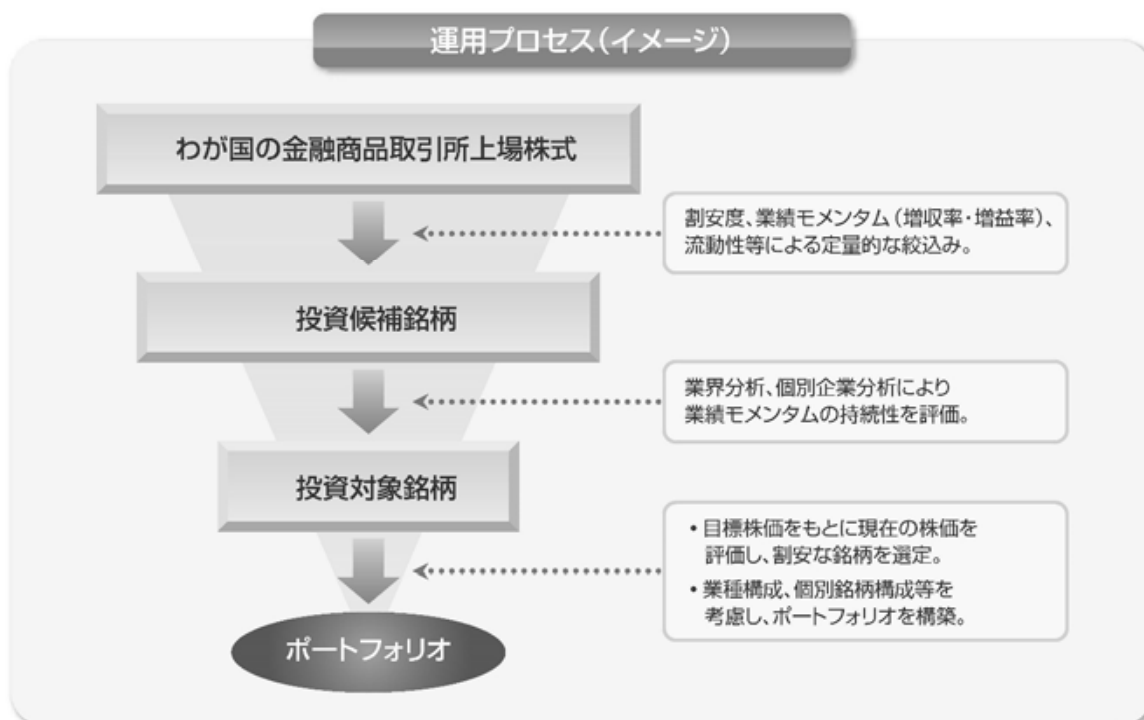 運用プロセス(イメージ)
わが国の金融商品取引所上場株式
割安度、業績モメンタム(増収率・増益率)、
流動性等による定量的な絞込み。
投資候補銘柄
業界分析、個別企業分析により
業績モメンタムの持続性を評価。
投資対象銘柄
・目標株価をもとに現在の株価を
評価し、割安な銘柄を選定。
・業種構成、個別銘柄構成等を
考慮し、ポートフォリオを構築。
ポートフォリオ